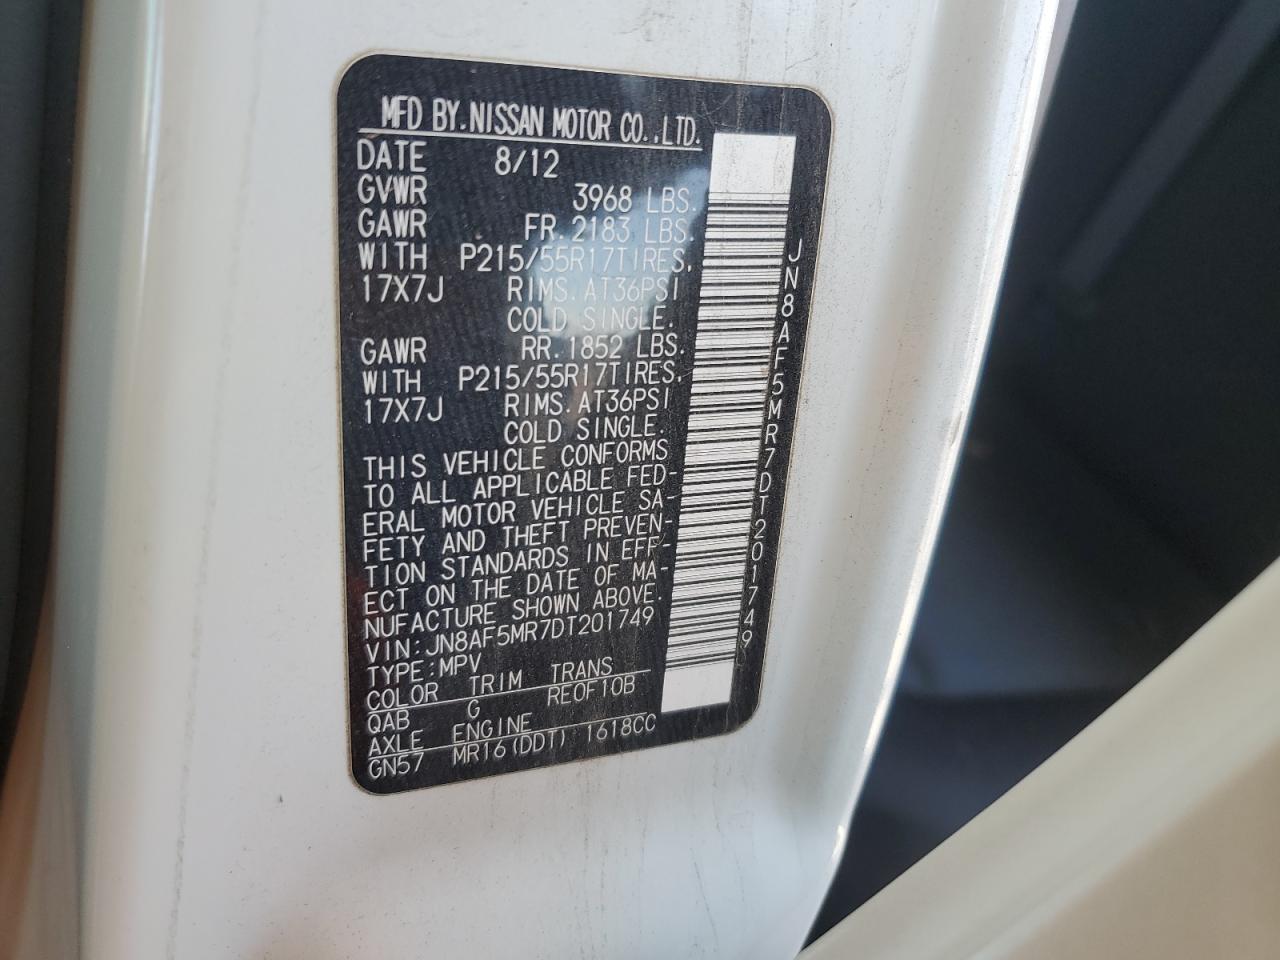 MFD BY.NISSAN MOTOR CO.,LTD.
DATE 8/12
GVWR 3968 LBS.
GAWR FR.2183 LBS.
WITH P215/55R17TIRES,
17X7J RIMS.AT36PSI
COLD SINGLE.
GAWR RR.1852 LBS.
WITH P215/55R17TIRES,
17X7J RIMS.AT36PSI
COLD SINGLE.
THIS VEHICLE CONFORMS
TO ALL APPLICABLE FED-
ERAL MOTOR VEHICLE SA-
FETY AND THEFT PREVEN-
TION STANDARDS IN EFF-
ECT ON THE DATE OF MA-
NUFACTURE SHOWN ABOVE.
VIN:JN8AF5MR7DT201749
TYPE:MPV
COLOR TRIM TRANS
QAB G RE0F10B
AXLE ENGINE
GN57 MR16(DDT) 1618CC
JN8AF5MR7DT201749